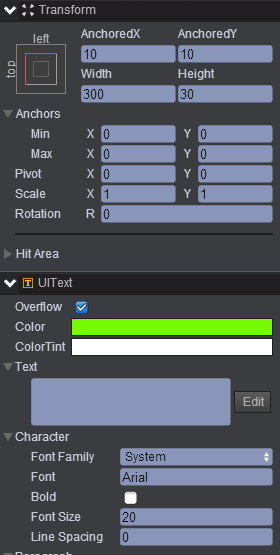 Transform
left
top
AnchoredX AnchoredY
10 10
Width Height
300 30
Anchors
Min X 0 Y 0
Max X 0 Y 0
Pivot X 0 Y 0
Scale X 1 Y 1
Rotation R 0
Hit Area
T UIText
Overflow
Color
ColorTint
Text
Edit
Character
Font Family System
Font Arial
Bold
Font Size 20
Line Spacing 0
Paragraph